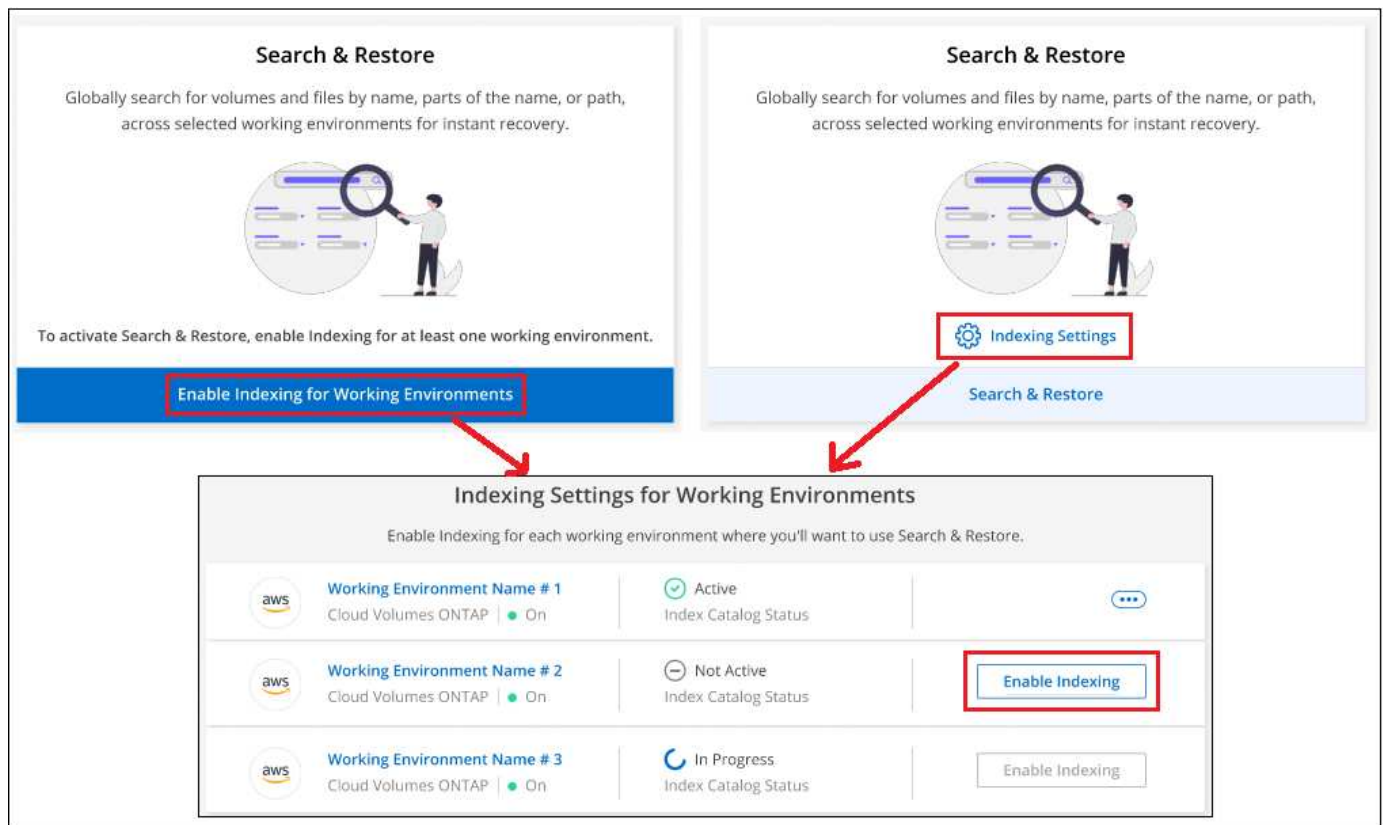 Search & Restore
Globally search for volumes and files by name, parts of the name, or path,
across selected working environments for instant recovery.
To activate Search & Restore, enable Indexing for at least one working environment.
Enable Indexing for Working Environments
Search & Restore
Globally search for volumes and files by name, parts of the name, or path,
across selected working environments for instant recovery.
Indexing Settings
Search & Restore
Indexing Settings for Working Environments
Enable Indexing for each working environment where you'll want to use Search & Restore.
aws
Working Environment Name # 1
Cloud Volumes ONTAP | On
Active
Index Catalog Status
aws
Working Environment Name # 2
Cloud Volumes ONTAP | On
Not Active
Index Catalog Status
Enable Indexing
aws
Working Environment Name # 3
Cloud Volumes ONTAP | On
In Progress
Index Catalog Status
Enable Indexing